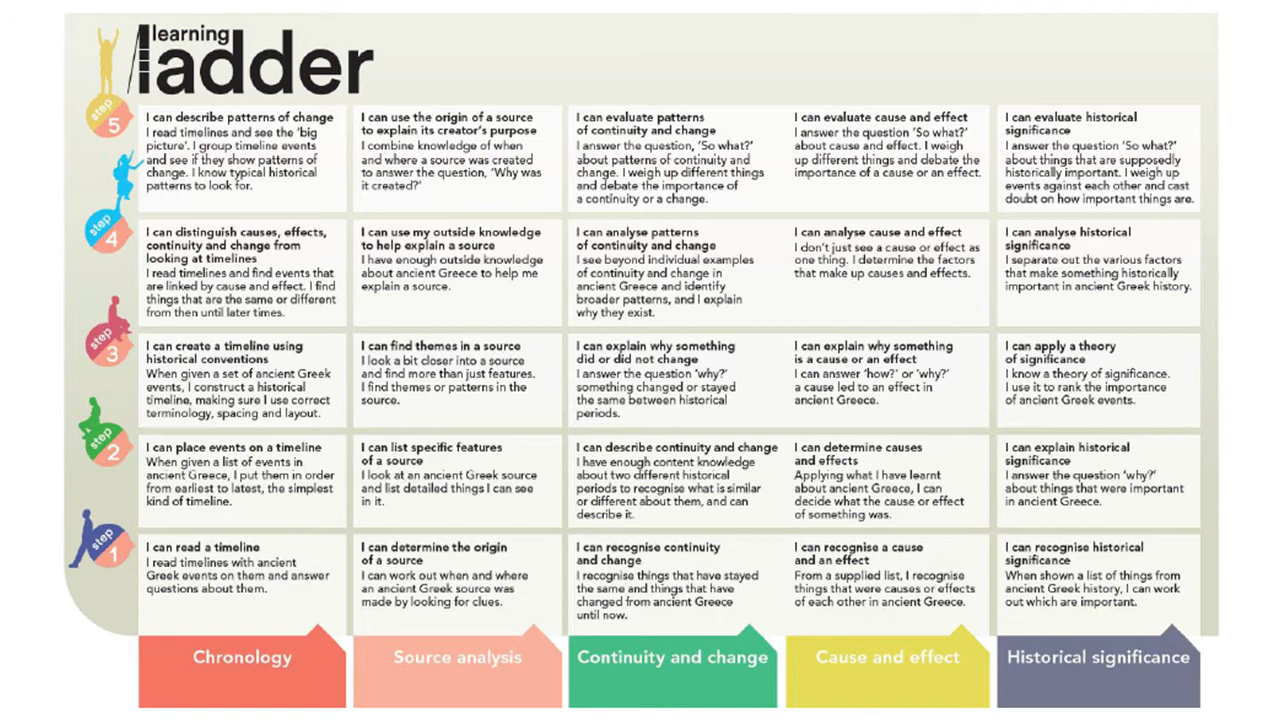 learning
ladder
step
5
I can describe patterns of change
I read timelines and see the 'big
picture'. I group timeline events
and see if they show patterns of
change. I know typical historical
patterns to look for.
I can use the origin of a source
to explain its creator's purpose
I combine knowledge of when
and where a source was created
to answer the question, 'Why was
it created?'
I can evaluate patterns
of continuity and change
I answer the question, 'So what?'
about patterns of continuity and
change. I weigh up different things
and debate the importance of
a continuity or a change.
I can evaluate cause and effect
I answer the question 'So what?'
about cause and effect. I weigh
up different things and debate the
importance of a cause or an effect.
I can evaluate historical
significance
I answer the question 'So what?'
about things that are supposedly
historically important. I weigh up
events against each other and cast
doubt on how important things are.
step
4
I can distinguish causes, effects,
continuity and change from
looking at timelines
I read timelines and find events that
are linked by cause and effect. I find
things that are the same or different
from then until later times.
I can use my outside knowledge
to help explain a source
I have enough outside knowledge
about ancient Greece to help me
explain a source.
I can analyse patterns
of continuity and change
I see beyond individual examples
of continuity and change in
ancient Greece and identify
broader patterns, and I explain
why they exist.
I can analyse cause and effect
I don't just see a cause or effect as
one thing. I determine the factors
that make up causes and effects.
I can analyse historical
significance
I separate out the various factors
that make something historically
important in ancient Greek history.
step
3
I can create a timeline using
historical conventions
When given a set of ancient Greek
events, I construct a historical
timeline, making sure I use correct
terminology, spacing and layout.
I can find themes in a source
I look a bit closer into a source
and find more than just features.
I find themes or patterns in the
source.
I can explain why something
did or did not change
I answer the question 'why?'
something changed or stayed
the same between historical
periods.
I can explain why something
is a cause or an effect
I can answer 'how?' or 'why?'
a cause led to an effect in
ancient Greece.
I can apply a theory
of significance
I know a theory of significance.
I use it to rank the importance
of ancient Greek events.
step
2
I can place events on a timeline
When given a list of events in
ancient Greece, I put them in order
from earliest to latest, the simplest
kind of timeline.
I can list specific features
of a source
I look at an ancient Greek source
and list detailed things I can see
in it.
I can describe continuity and change
I have enough content knowledge
about two different historical
periods to recognise what is similar
or different about them, and can
describe it.
I can determine causes
and effects
Applying what I have learnt
about ancient Greece, I can
decide what the cause or effect
of something was.
I can explain historical
significance
I answer the question 'why?'
about things that were important
in ancient Greece.
step
1
I can read a timeline
I read timelines with ancient
Greek events on them and answer
questions about them.
I can determine the origin
of a source
I can work out when and where
an ancient Greek source was
made by looking for clues.
I can recognise continuity
and change
I recognise things that have stayed
the same and things that have
changed from ancient Greece
until now.
I can recognise a cause
and an effect
From a supplied list, I recognise
things that were causes or effects
of each other in ancient Greece.
I can recognise historical
significance
When shown a list of things from
ancient Greek history, I can work
out which are important.
Chronology
Source analysis
Continuity and change
Cause and effect
Historical significance